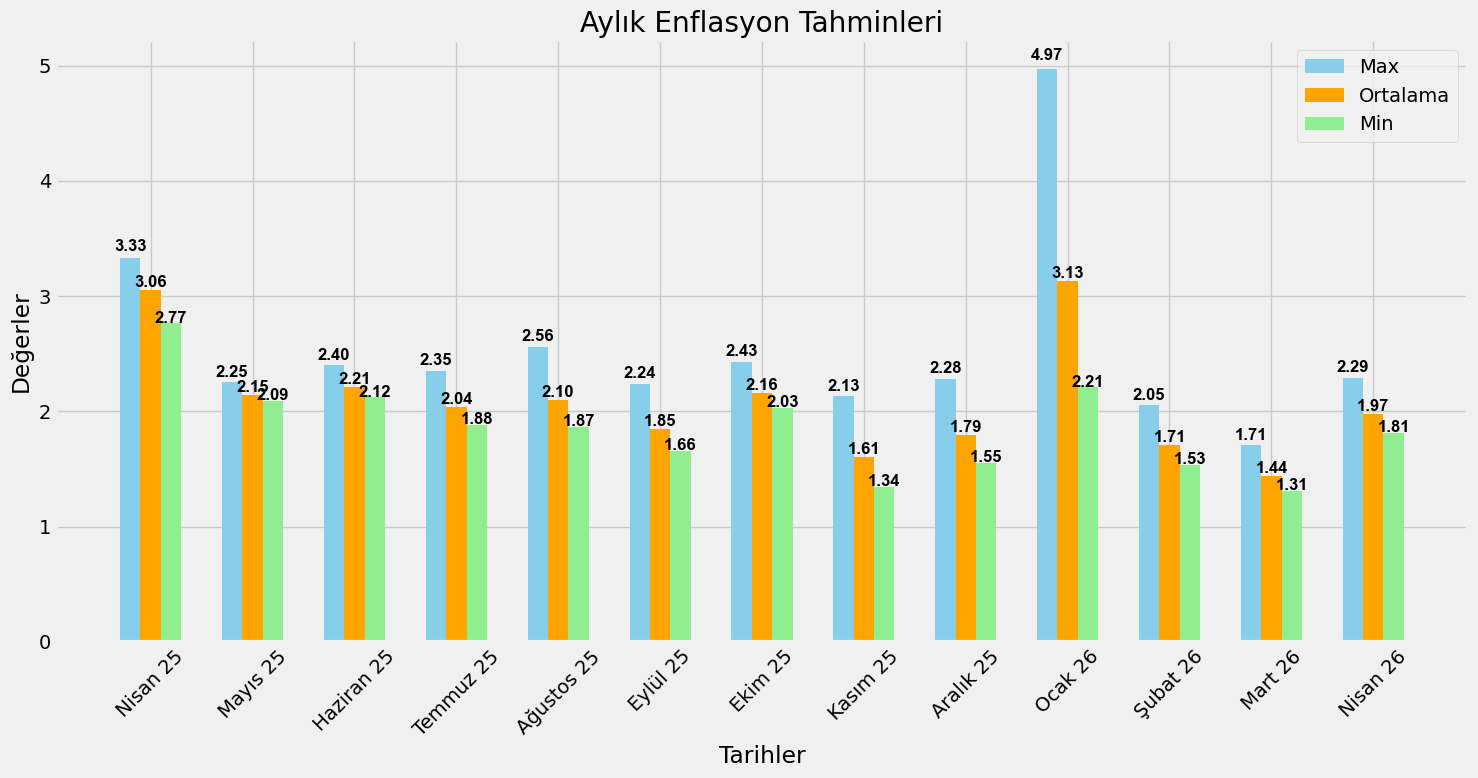 Aylık Enflasyon Tahminleri
Max
Ortalama
Min
Değerler
5
4
3
2
1
0
3.33
3.06
2.77
2.25
2.15
2.09
2.40
2.21
2.12
2.35
2.04
1.88
2.56
2.10
1.87
2.24
1.85
1.66
2.43
2.16
2.03
2.13
1.61
1.34
2.28
1.79
1.55
4.97
3.13
2.21
2.05
1.71
1.53
1.71
1.44
1.31
2.29
1.97
1.81
Nisan 25
Mayıs 25
Haziran 25
Temmuz 25
Ağustos 25
Eylül 25
Ekim 25
Kasım 25
Aralık 25
Ocak 26
Şubat 26
Mart 26
Nisan 26
Tarihler